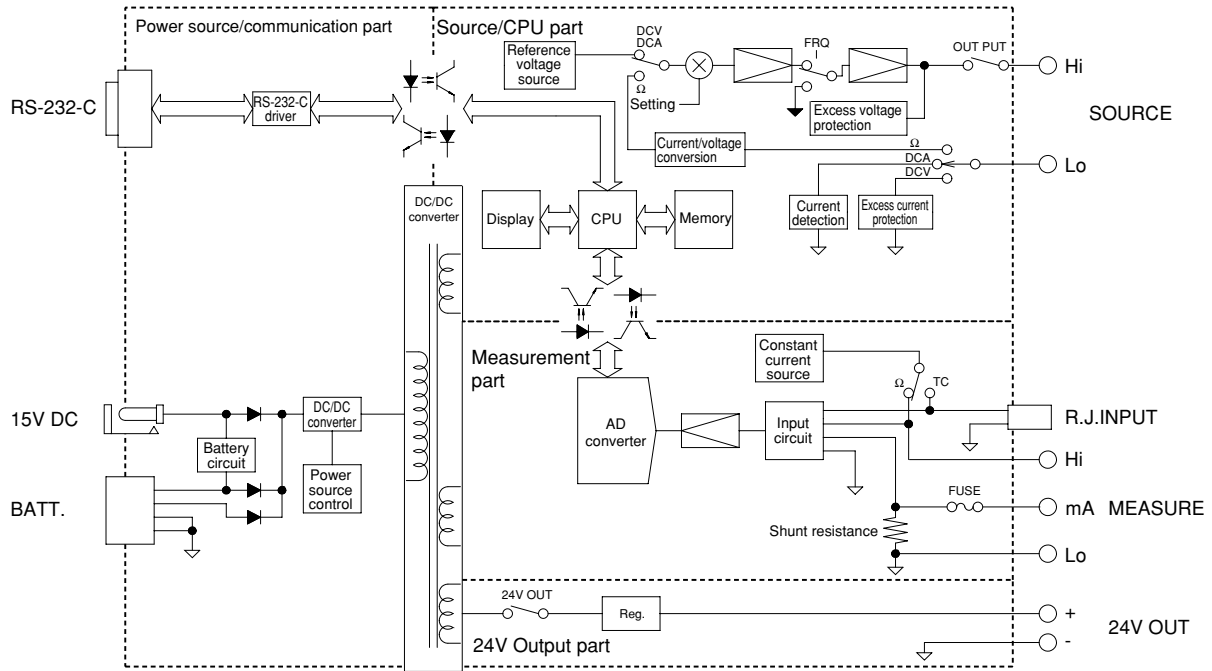 Power source/communication part
Source/CPU part
Reference
voltage
source
DCV
DCA
Ω
Setting
FRQ
OUT PUT
Hi
SOURCE
Excess voltage
protection
RS-232-C
RS-232-C
driver
Current/voltage
conversion
Ω
DCA
DCV
Lo
Current
detection
Excess current
protection
DC/DC
converter
Display
CPU
Memory
Measurement
part
Constant
current
source
Ω
TC
15V DC
DC/DC
converter
Battery
circuit
Power
source
control
BATT.
AD
converter
Input
circuit
R.J.INPUT
Hi
FUSE
mA
MEASURE
Shunt resistance
Lo
24V OUT
Reg.
+
24V OUT
-
24V Output part